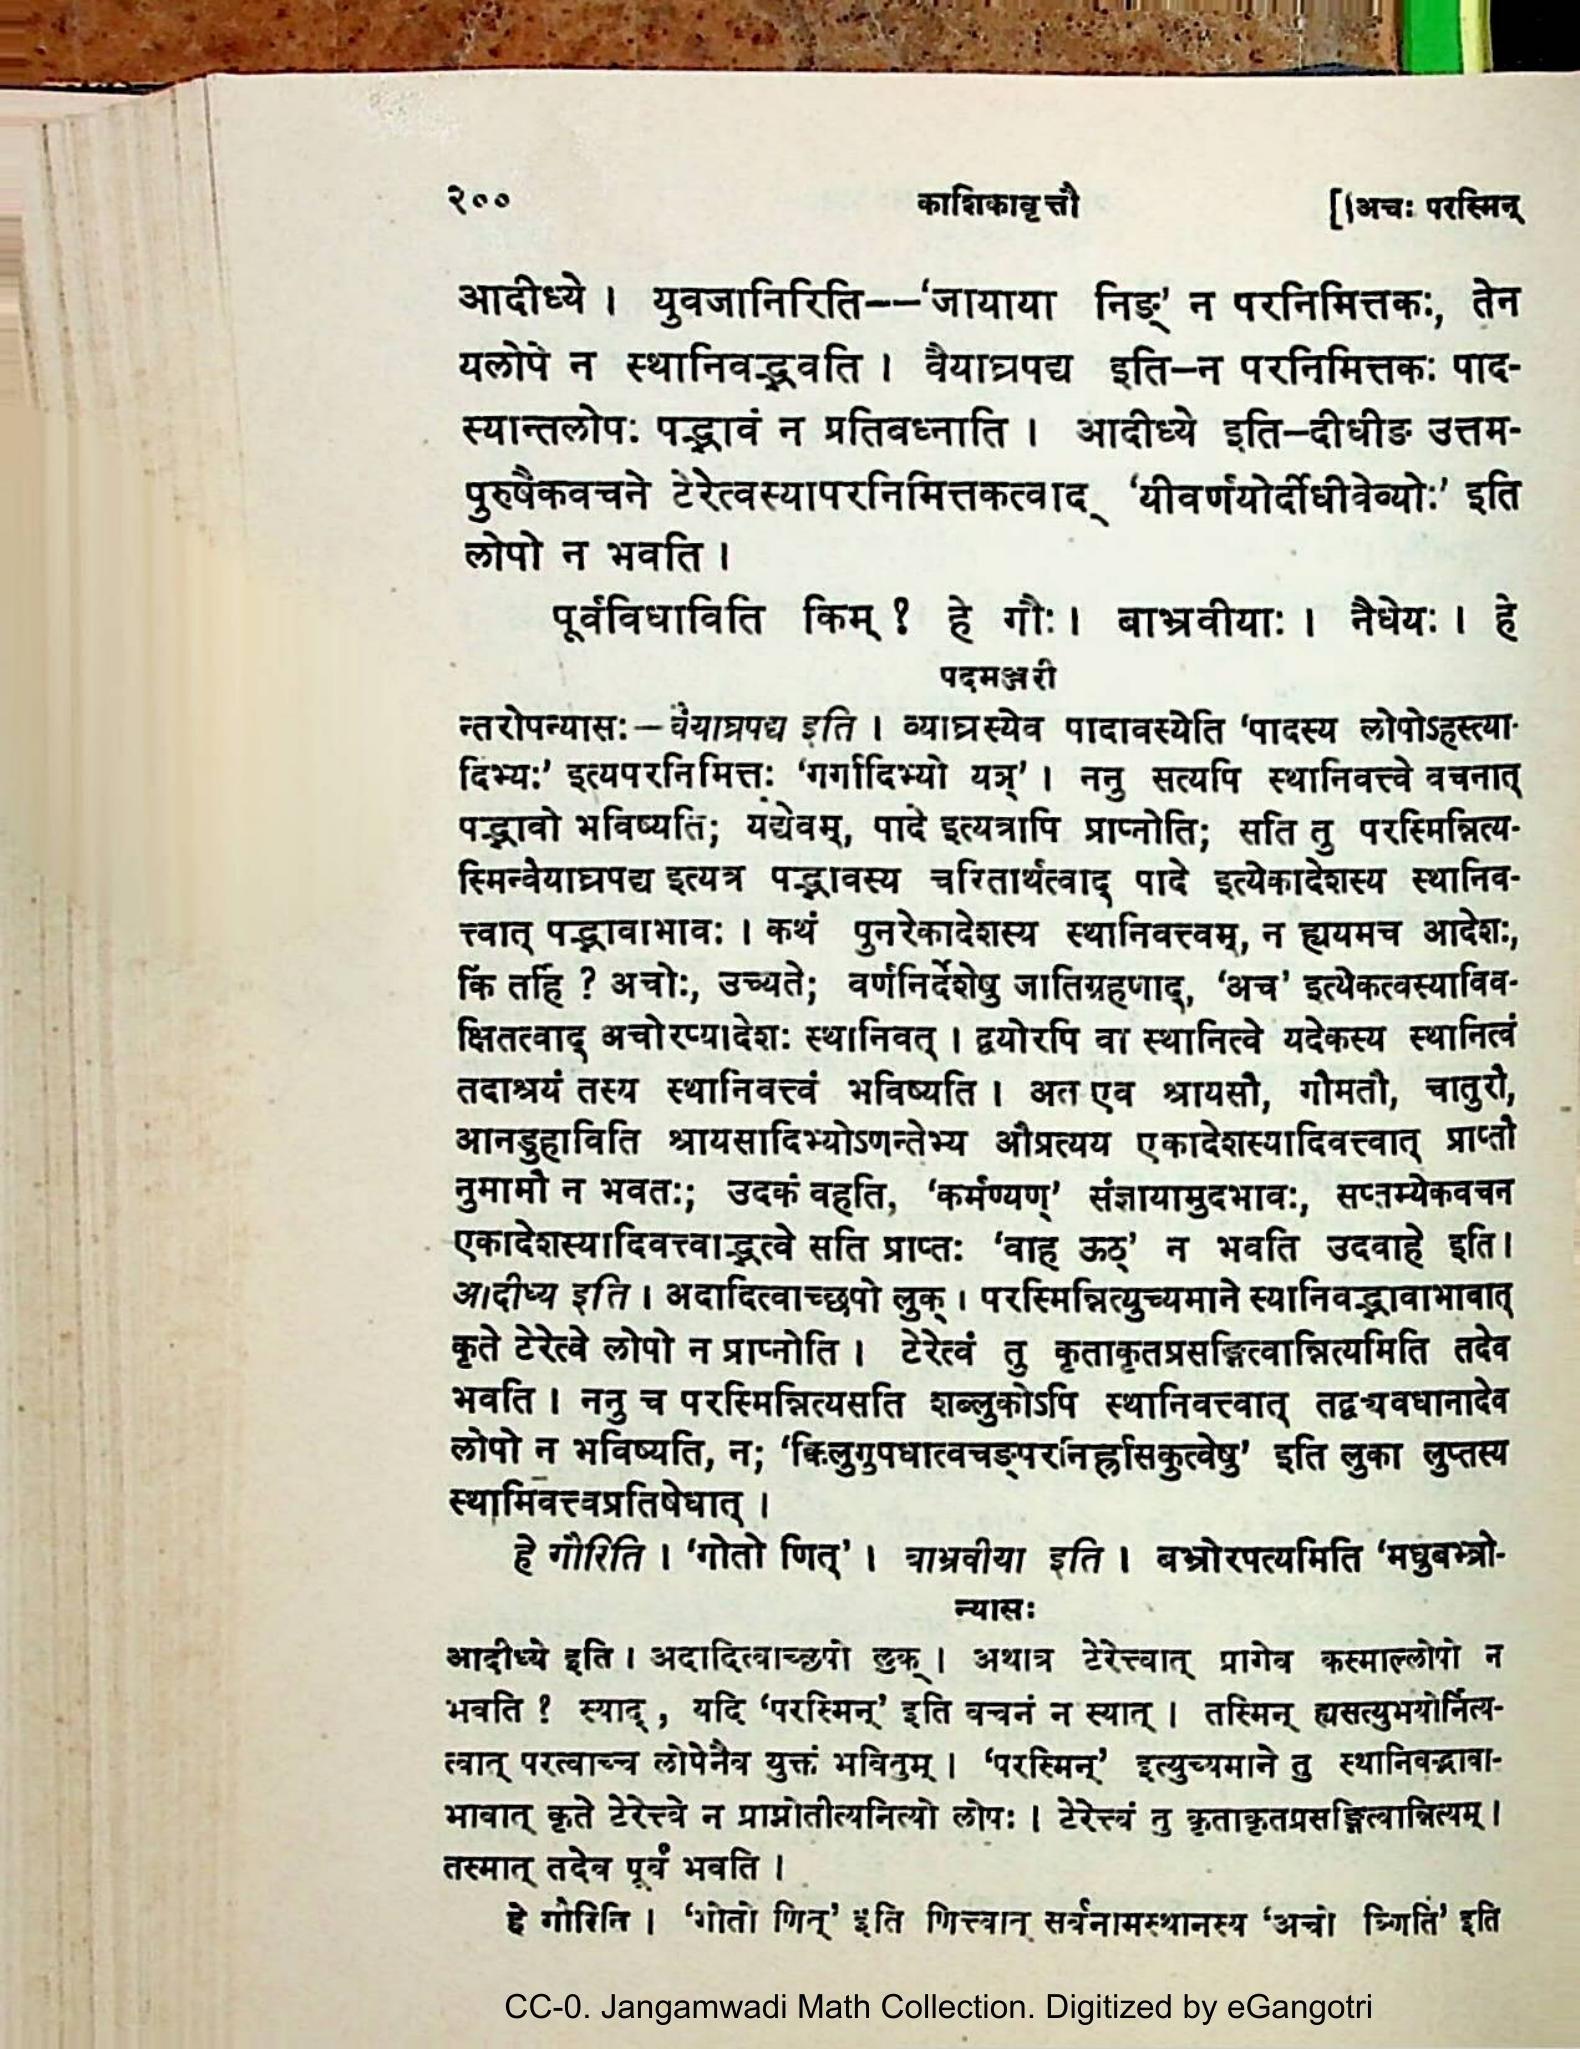 २०० काशिकावृत्तौ [।अचः परस्मिन्
आदीध्ये । युवजानिरिति--‘जायाया निङ्’ न परनिमित्तकः, तेन
यलोपे न स्थानिवद्भवति । वैयाघ्रपद्य इति–न परनिमित्तकः पाद-
स्यान्तलोपः पद्भावं न प्रतिवध्नाति । आदीध्ये इति–दीधीङ उत्तम-
पुरुषैकवचने टेरेत्वस्यापरनिमित्तकत्वाद् ‘यीवर्णयोर्दीधीवेव्योः’ इति
लोपो न भवति ।
पूर्वविधाविति किम् ? हे गौः । बाभ्रवीयाः । नैधेयः । हे
पदमञ्जरी
न्तरोपन्यासः–वैयाघ्रपद्य इति । व्याघ्रस्येव पादावस्येति ‘पादस्य लोपोऽहस्त्या-
दिभ्यः’ इत्यपरनिमित्तः ‘गर्गादिभ्यो यञ्’ । ननु सत्यपि स्थानिवत्त्वे वचनात्
पद्भावो भविष्यति; यद्येवम्, पादे इत्यत्रापि प्राप्नोति; सति तु परस्मिन्नित्य-
स्मिन्वेयाघ्रपद्य इत्यत्र पद्भावस्य चरितार्थत्वाद् पादे इत्येकादेशस्य स्थानिव-
त्त्वात् पद्भावाभावः । कथं पुनरेकादेशस्य स्थानिवत्त्वम्, न ह्ययमच आदेशः,
किं तर्हि ? अचोः, उच्यते; वर्णनिर्देशेषु जातिग्रहणाद्, ‘अच’ इत्येकत्वस्याविव-
क्षितत्वाद् अचोरप्यादेशः स्थानिवत् । द्वयोरपि वा स्थानित्वे यदेकस्य स्थानित्वं
तदाश्रयं तस्य स्थानिवत्त्वं भविष्यति । अत एव श्रायसौ, गौमतौ, चातुरौ,
आनडुहाविति श्रायसादिभ्योऽणन्तेभ्य औप्रत्यय एकादेशस्यादिवत्त्वात् प्राप्तौ
नुमामौ न भवतः; उदकं वहति, ‘कर्मण्यण्’ संज्ञायामुदभावः, सप्तम्येकवचन
एकादेशस्यादिवत्त्वाद्भत्वे सति प्राप्तः ‘वाह ऊठ्’ न भवति उदवाहे इति।
आदीध्य इति । अदादित्वाच्छपो लुक् । परस्मिन्नित्युच्यमाने स्थानिवद्भावाभावात्
कृते टेरेत्वे लोपो न प्राप्नोति । टेरेत्वं तु कृताकृतप्रसङ्गित्वान्नित्यमिति तदेव
भवति । ननु च परस्मिन्नित्यसति शब्लुकोऽपि स्थानिवत्त्वात् तद्व्यवधानादेव
लोपो न भविष्यति, न; ‘क्विलुगुपधात्वचङ्परनिर्ह्रासकुत्वेषु’ इति लुका लुप्तस्य
स्थामिवत्त्वप्रतिषेधात् ।
हे गौरिति । ‘गोतो णित्’ । बाभ्रवीया इति । बभ्रोरपत्यमिति ‘मधुबभ्रो-
न्यासः
आदीध्ये इति । अदादित्वाच्छपो लुक् । अथात्र टेरेत्त्वात् प्रागेव कस्माल्लोपो न
भवति ? स्याद्, यदि ‘परस्मिन्’ इति वचनं न स्यात् । तस्मिन् ह्यसत्युभयोर्नित्य-
त्वात् परत्वाच्च लोपेनैव युक्तं भवितुम् । ‘परस्मिन्’ इत्युच्यमाने तु स्थानिवद्भावा-
भावात् कृते टेरेत्त्वे न प्राप्नोतीत्यनित्यो लोपः । टेरेत्त्वं तु कृताकृतप्रसङ्गित्वान्नित्यम् ।
तस्मात् तदेव पूर्वं भवति ।
हे गौरिति । ‘गोतो णित्’ इति णित्त्वात् सर्वनामस्थानस्य ‘अचो ञ्णिति’ इति
CC-0. Jangamwadi Math Collection. Digitized by eGangotri